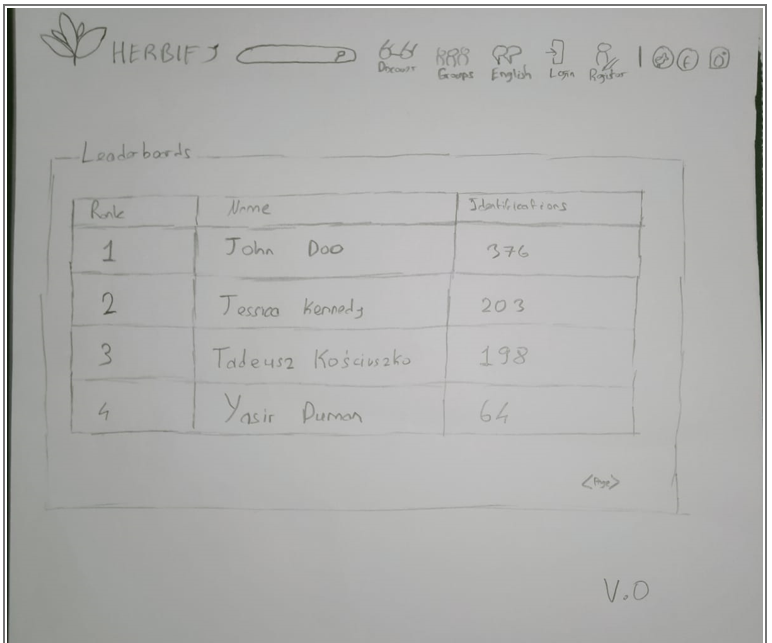 HERBIFY
Discover Groups English Login Register
Leaderboards
Rank Name Identifications
1 John Doo 376
2 Jessica Kennedy 203
3 Tadeusz Kościuszko 198
4 Yasir Duman 64
<Page>
V.0